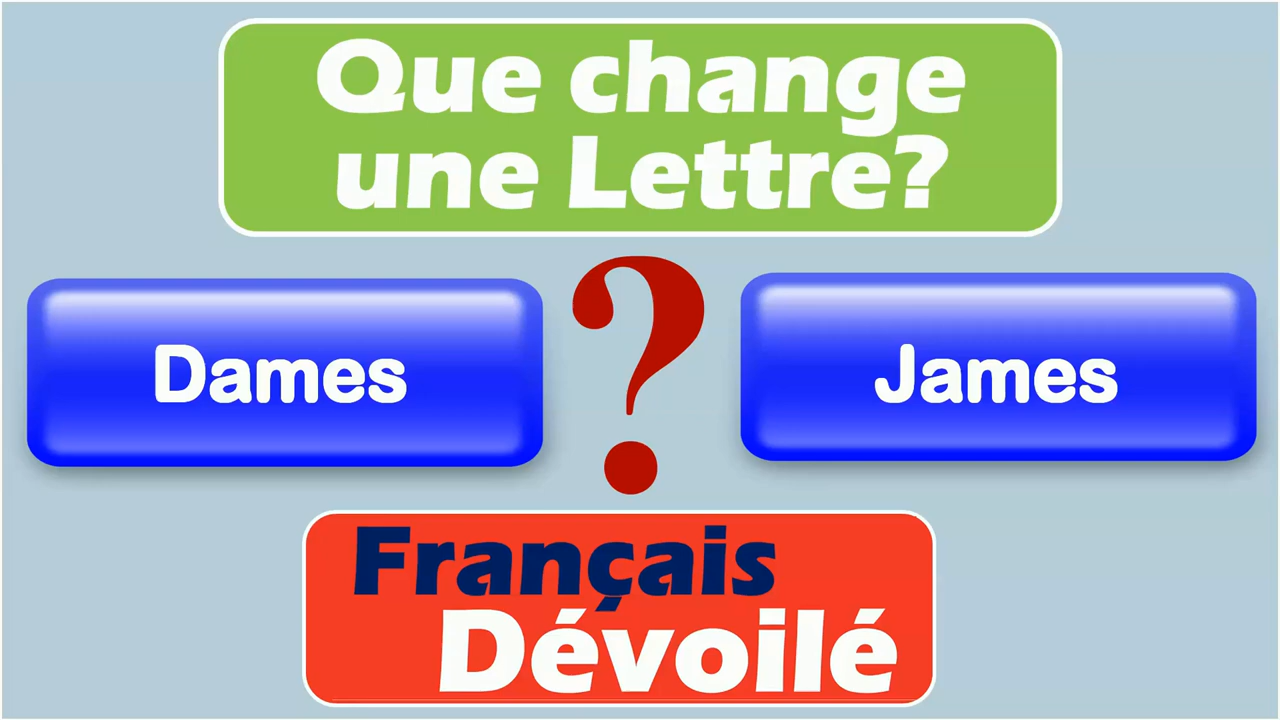 Que change
une Lettre?
Dames
?
James
Français
Dévoilé